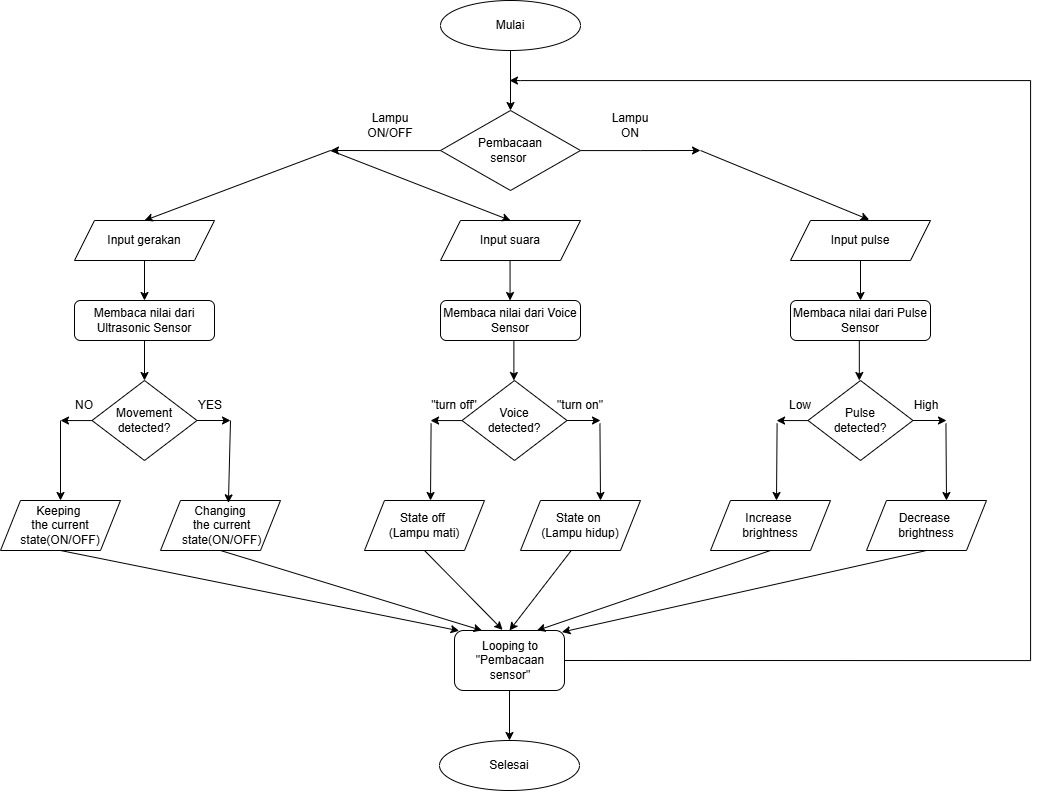 Mulai
Lampu
ON/OFF
Lampu
ON
Pembacaan
sensor
Input gerakan
Input suara
Input pulse
Membaca nilai dari
Ultrasonic Sensor
Membaca nilai dari Voice
Sensor
Membaca nilai dari Pulse
Sensor
NO
Movement
detected?
YES
"turn off"
Voice
detected?
"turn on"
Low
Pulse
detected?
High
Keeping
the current
state(ON/OFF)
Changing
the current
state(ON/OFF)
State off
(Lampu mati)
State on
(Lampu hidup)
Increase
brightness
Decrease
brightness
Looping to
"Pembacaan
sensor"
Selesai